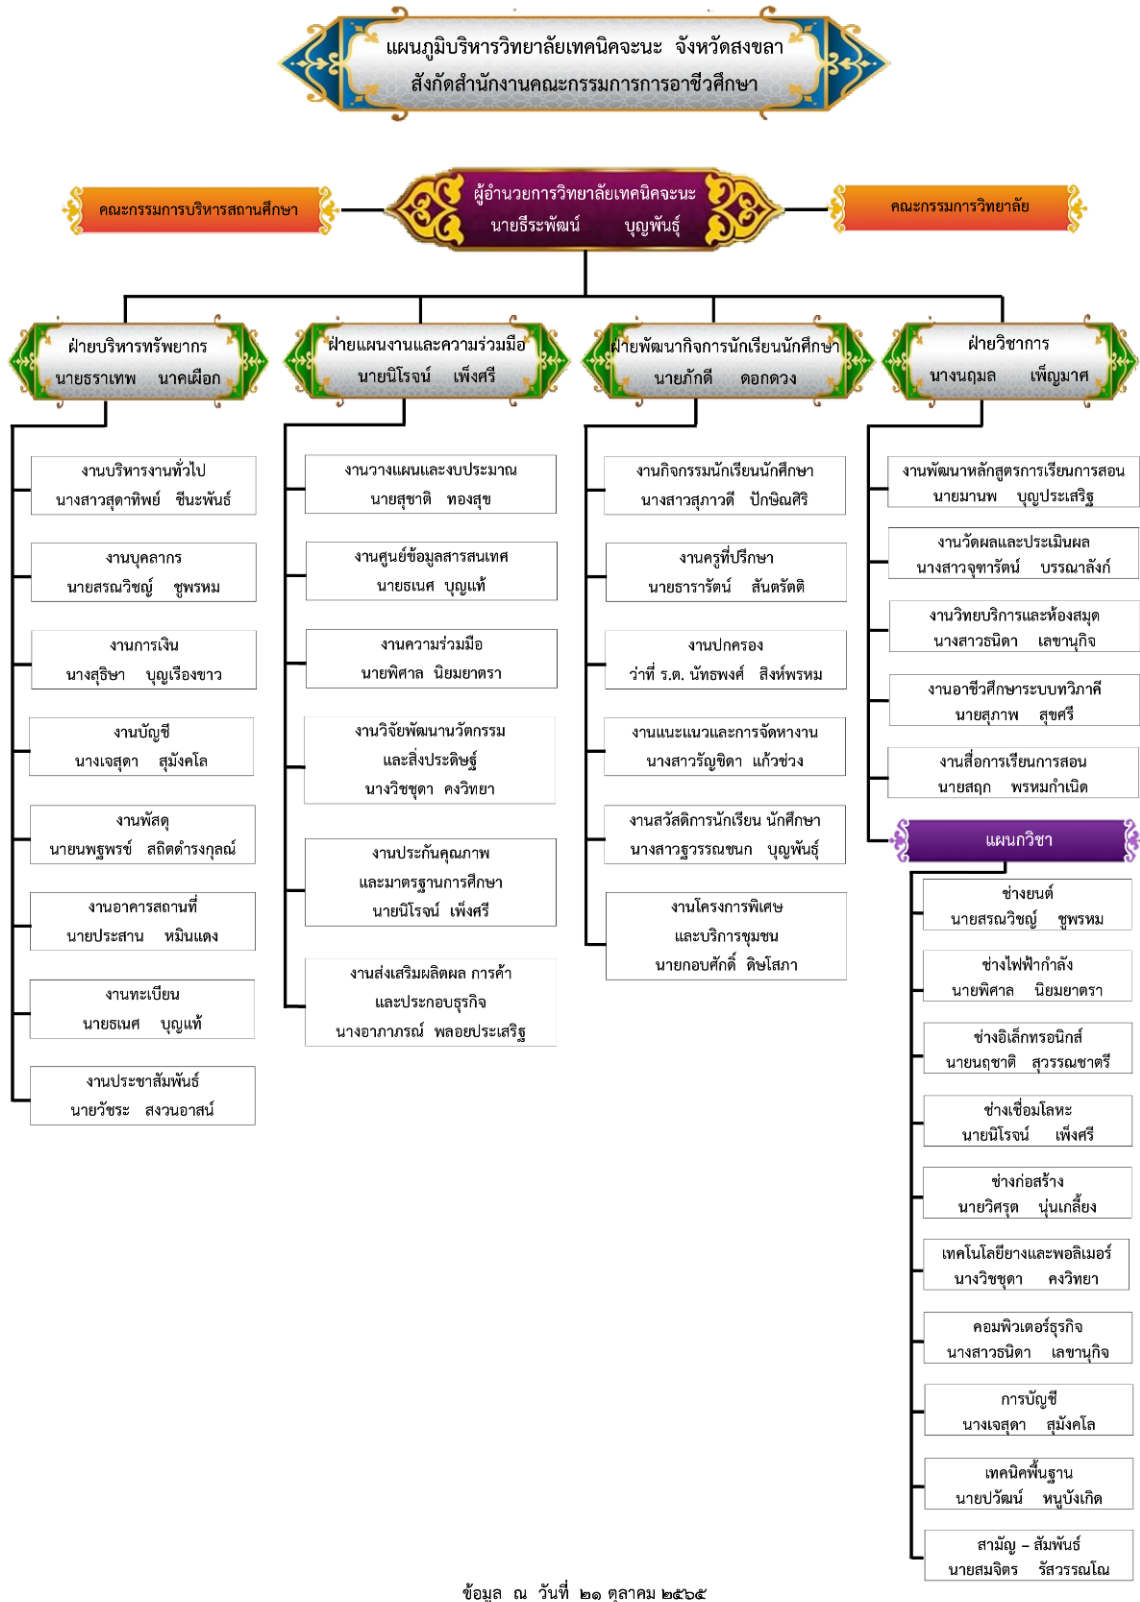 แผนภูมิบริหารวิทยาลัยเทคนิคจะนะ จังหวัดสงขลา
สังกัดสำนักงานคณะกรรมการการอาชีวศึกษา
คณะกรรมการบริหารสถานศึกษา
ผู้อำนวยการวิทยาลัยเทคนิคจะนะ
นายธีระพัฒน์ บุญพันธุ์
คณะกรรมการวิทยาลัย
ฝ่ายบริหารทรัพยากร
นายธราเทพ นาคเผือก
งานบริหารงานทั่วไป
นางสาวสุดาทิพย์ ชีนะพันธ์
งานบุคลากร
นายสรณวิชญ์ ชูพรหม
งานการเงิน
นางสุธิษา บุญเรืองขาว
งานบัญชี
นางเจสุดา สุมังคโล
งานพัสดุ
นายนพฐพรข์ สถิตดำรงกุลณ์
งานอาคารสถานที่
นายประสาน หมินแดง
งานทะเบียน
นายธเนศ บุญแท้
งานประชาสัมพันธ์
นายวัชระ สงวนอาสน์
ฝ่ายแผนงานและความร่วมมือ
นายนิโรจน์ เพ็งศรี
งานวางแผนและงบประมาณ
นายสุชาติ ทองสุข
งานศูนย์ข้อมูลสารสนเทศ
นายธเนศ บุญแท้
งานความร่วมมือ
นายพิศาล นิยมยาตรา
งานวิจัยพัฒนานวัตกรรม
และสิ่งประดิษฐ์
นางวิชชุดา คงวิทยา
งานประกันคุณภาพ
และมาตรฐานการศึกษา
นายนิโรจน์ เพ็งศรี
งานส่งเสริมผลิตผล การค้า
และประกอบธุรกิจ
นางอาภาภรณ์ พลอยประเสริฐ
ฝ่ายพัฒนากิจการนักเรียนนักศึกษา
นายภักดี ดอกดวง
งานกิจกรรมนักเรียนนักศึกษา
นางสาวสุภาวดี ปักษิณศิริ
งานครูที่ปรึกษา
นายธารารัตน์ สันตรัตติ
งานปกครอง
ว่าที่ ร.ต. นัทธพงศ์ สิงห์พรหม
งานแนะแนวและการจัดหางาน
นางสาวรัญชิดา แก้วช่วง
งานสวัสดิการนักเรียน นักศึกษา
นางสาวฐวรรณชนก บุญพันธุ์
งานโครงการพิเศษ
และบริการชุมชน
นายกอบศักดิ์ ดิษโสภา
ฝ่ายวิชาการ
นางนฤมล เพ็ญมาศ
งานพัฒนาหลักสูตรการเรียนการสอน
นายมานพ บุญประเสริฐ
งานวัดผลและประเมินผล
นางสาวจุฑารัตน์ บรรณาลังก์
งานวิทยบริการและห้องสมุด
นางสาวธนิดา เลขานุกิจ
งานอาชีวศึกษาระบบทวิภาคี
นายสุภาพ สุขศรี
งานสื่อการเรียนการสอน
นายสฤก พรหมกำเนิด
แผนกวิชา
ช่างยนต์
นายสรณวิชญ์ ชูพรหม
ช่างไฟฟ้ากำลัง
นายพิศาล นิยมยาตรา
ช่างอิเล็กทรอนิกส์
นายนฤชาติ สุวรรณชาตรี
ช่างเชื่อมโลหะ
นายนิโรจน์ เพ็งศรี
ช่างก่อสร้าง
นายวิศรุต นุ่นเกลี้ยง
เทคโนโลยียางและพอลิเมอร์
นางวิชชุดา คงวิทยา
คอมพิวเตอร์ธุรกิจ
นางสาวธนิดา เลขานุกิจ
การบัญชี
นางเจสุดา สุมังคโล
เทคนิคพื้นฐาน
นายปวัฒน์ หนูบังเกิด
สามัญ – สัมพันธ์
นายสมจิตร รัสวรรณโณ
ข้อมูล ณ วันที่ ๒๑ ตุลาคม ๒๕๖๕